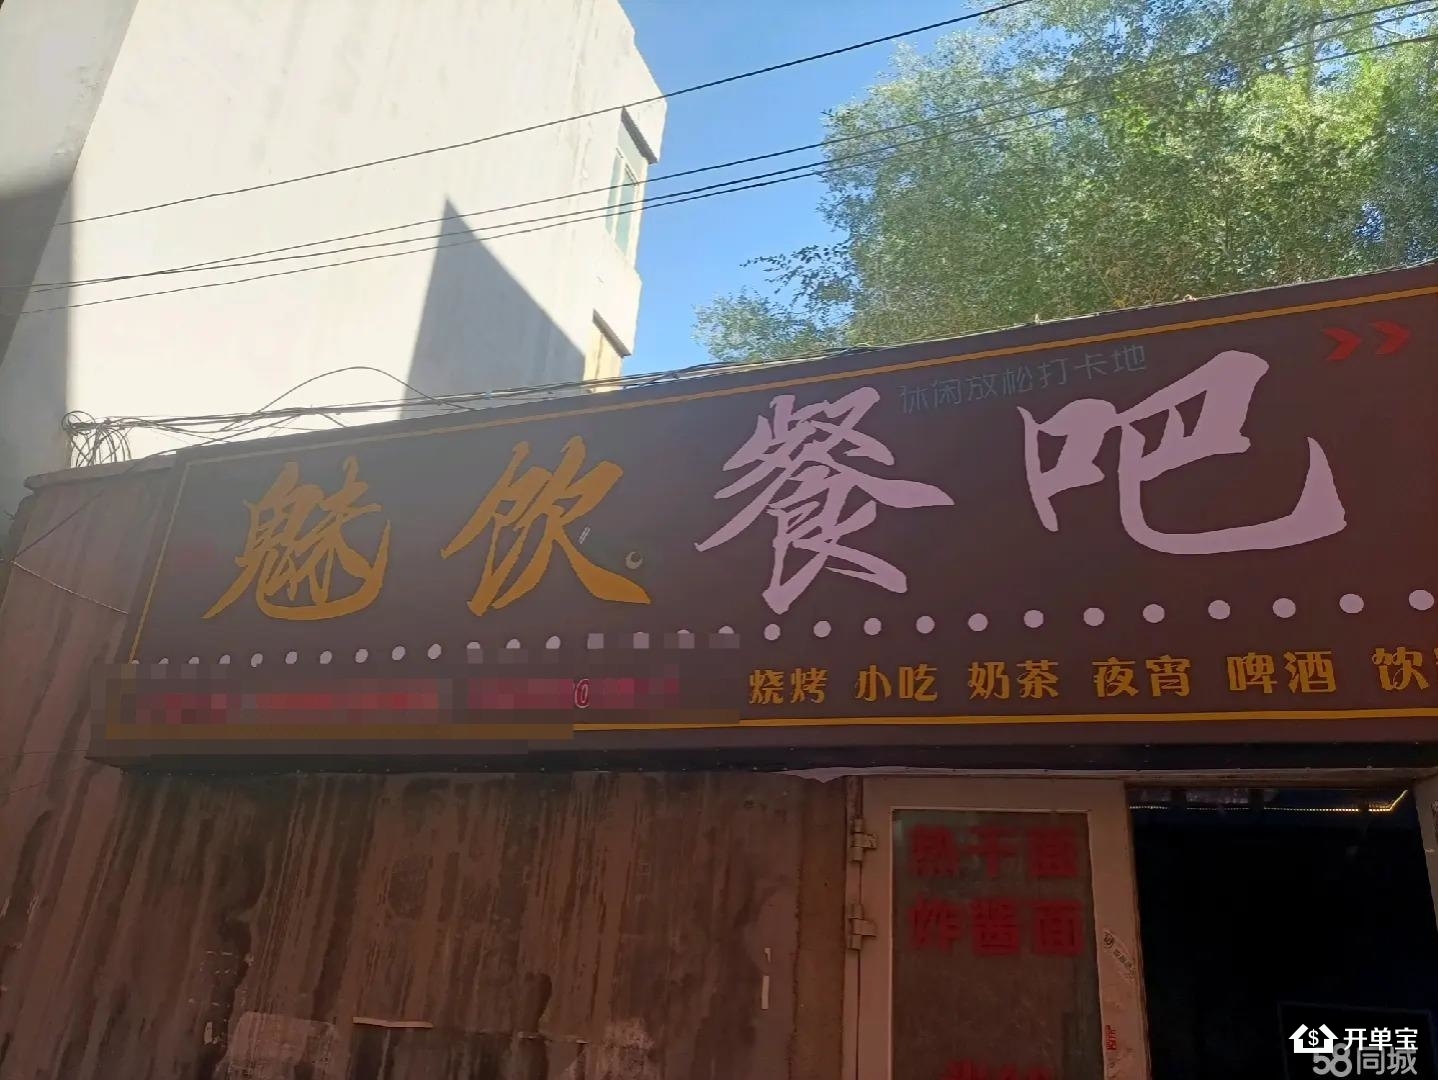 休闲放松打卡地
魅饮餐吧
烧烤 小吃 奶茶 夜宵 啤酒 饮
热干面
炸酱面
开单宝
58同城